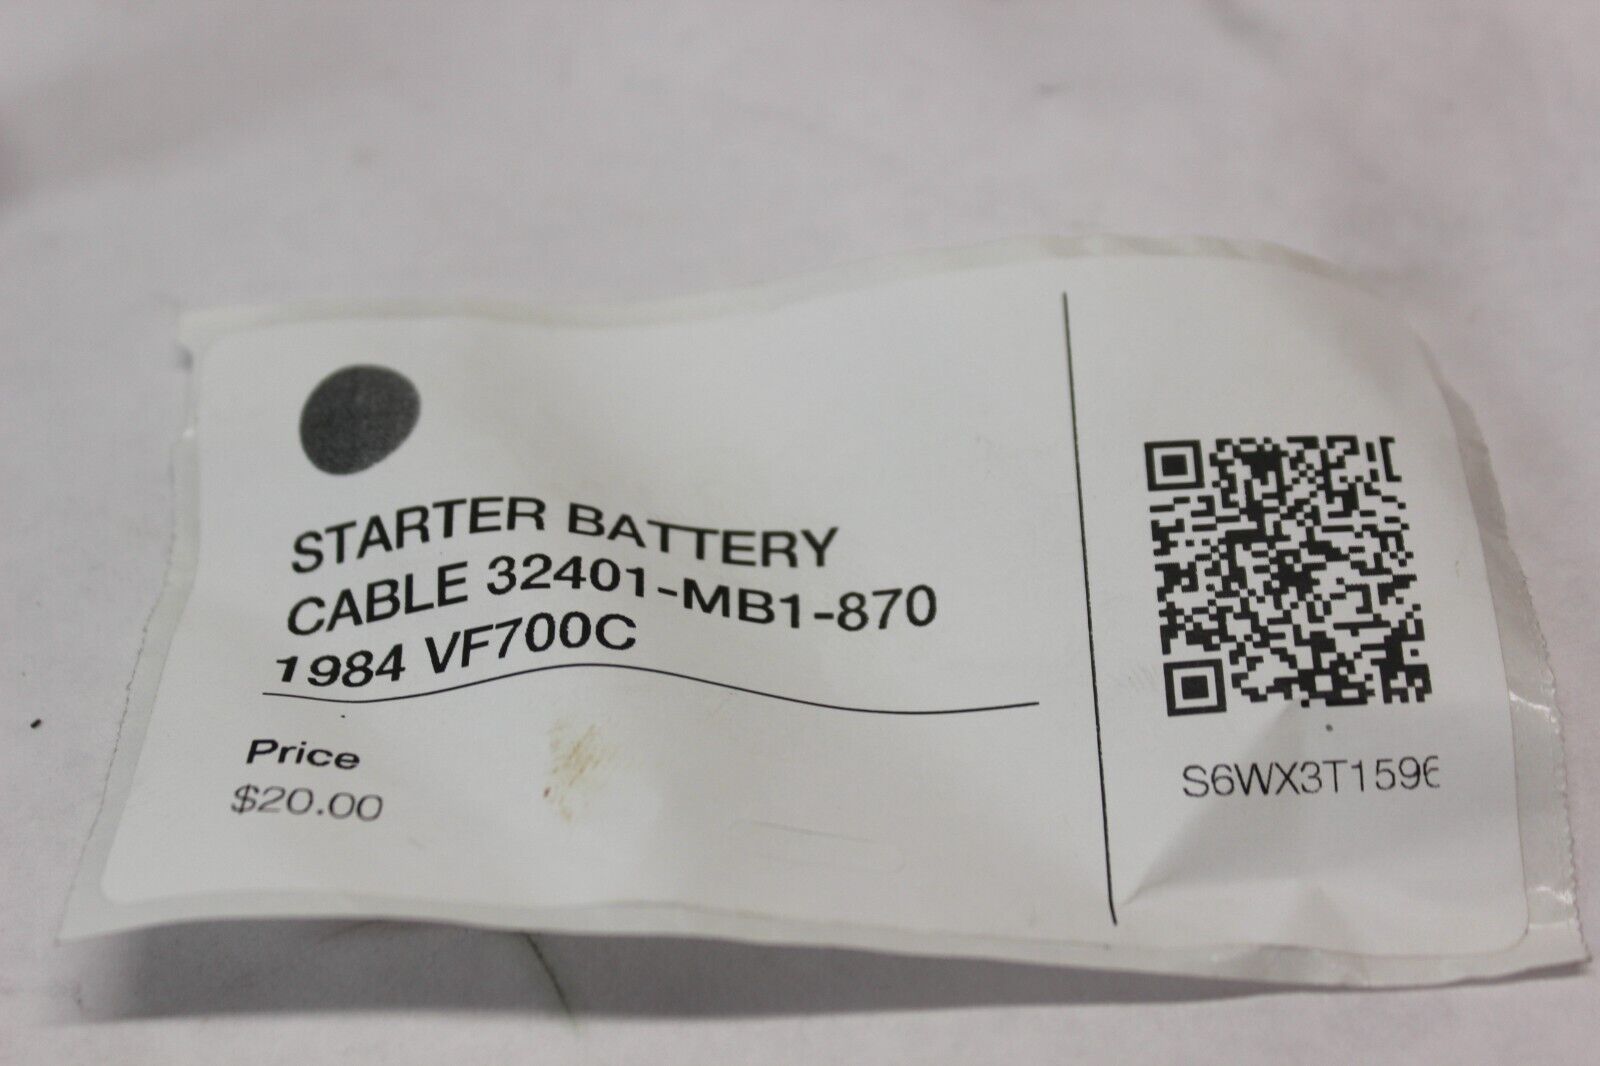 STARTER BATTERY
CABLE 32401-MB1-870
1984 VF700C
Price
$20.00
S6WX3T1596